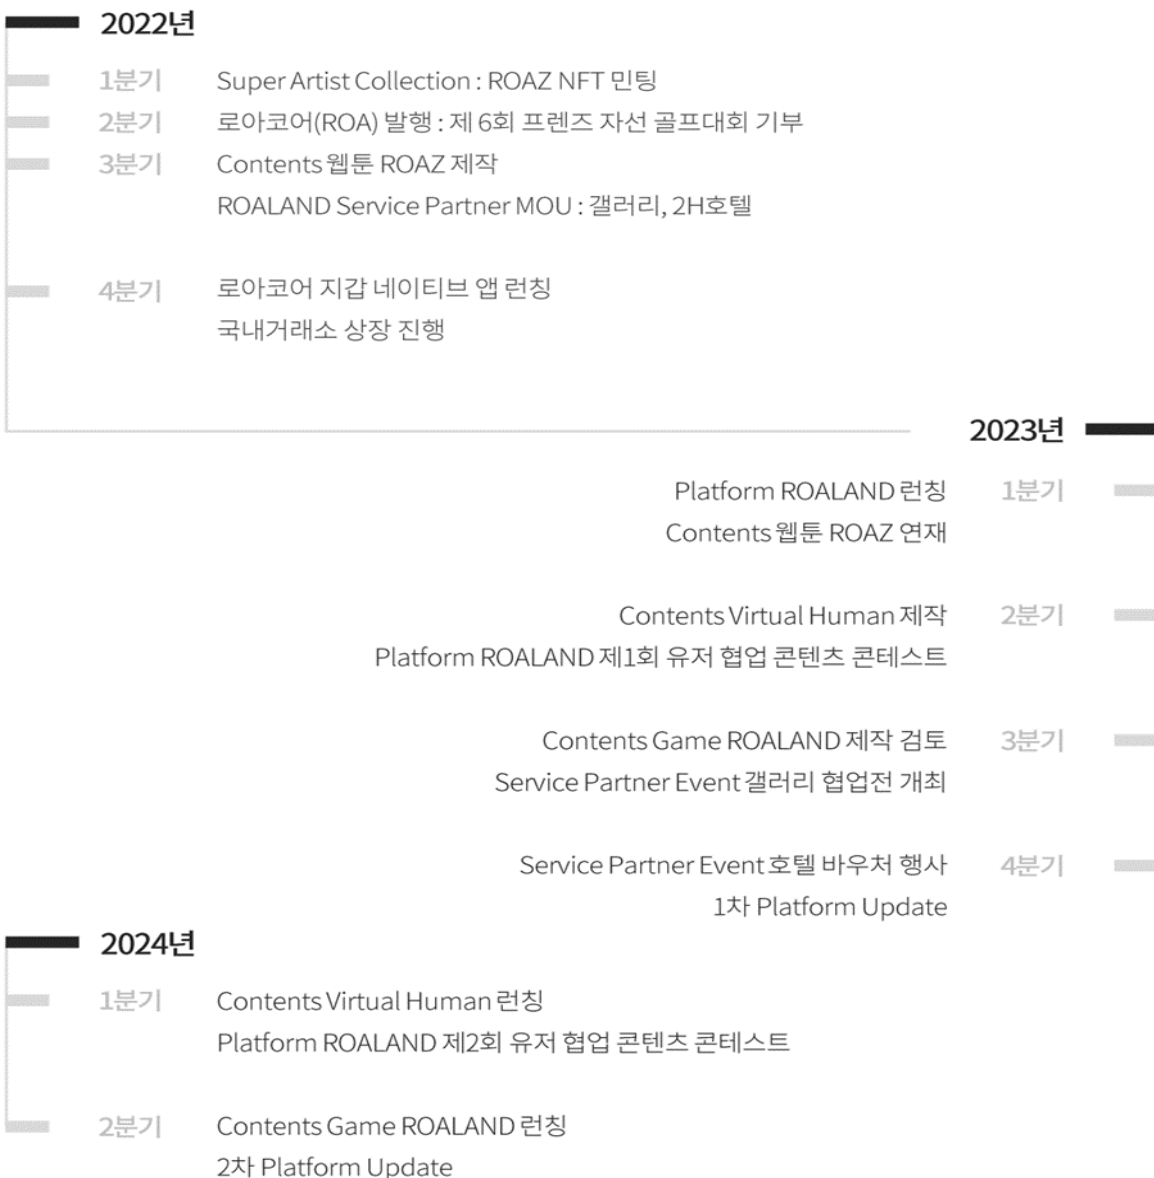 2022년
1분기 Super Artist Collection : ROAZ NFT 민팅
2분기 로아코어(ROA) 발행 : 제 6회 프렌즈 자선 골프대회 기부
3분기 Contents 웹툰 ROAZ 제작
ROALAND Service Partner MOU : 갤러리, 2H호텔
4분기 로아코어 지갑 네이티브 앱 런칭
국내거래소 상장 진행
2023년
Platform ROALAND 런칭 1분기
Contents 웹툰 ROAZ 연재
Contents Virtual Human 제작 2분기
Platform ROALAND 제1회 유저 협업 콘텐츠 콘테스트
Contents Game ROALAND 제작 검토 3분기
Service Partner Event 갤러리 협업전 개최
Service Partner Event 호텔 바우처 행사 4분기
1차 Platform Update
2024년
1분기 Contents Virtual Human 런칭
Platform ROALAND 제2회 유저 협업 콘텐츠 콘테스트
2분기 Contents Game ROALAND 런칭
2차 Platform Update